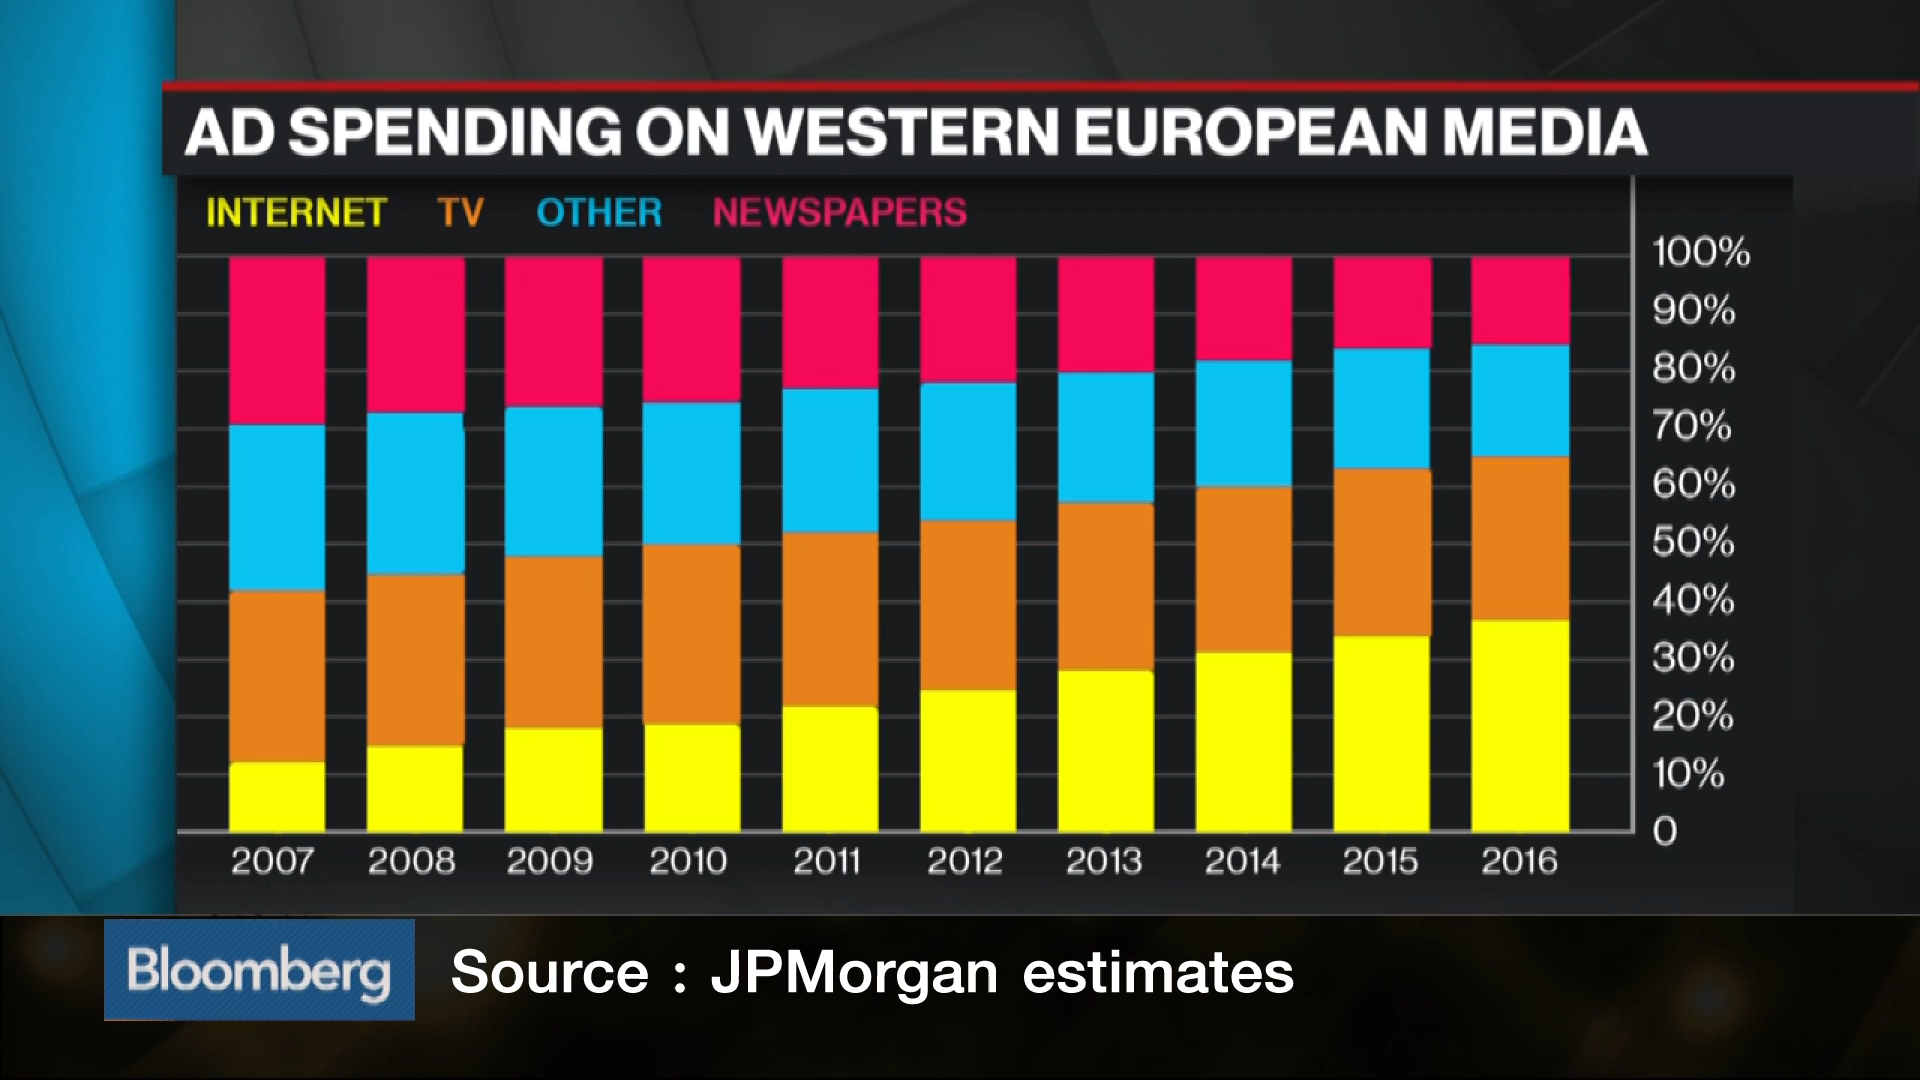 AD SPENDING ON WESTERN EUROPEAN MEDIA
INTERNET TV OTHER NEWSPAPERS
100%
90%
80%
70%
60%
50%
40%
30%
20%
10%
0
2007 2008 2009 2010 2011 2012 2013 2014 2015 2016
Bloomberg Source : JPMorgan estimates